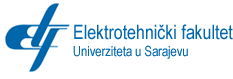 Elektrotehnički fakultet
Univerziteta u Sarajevu